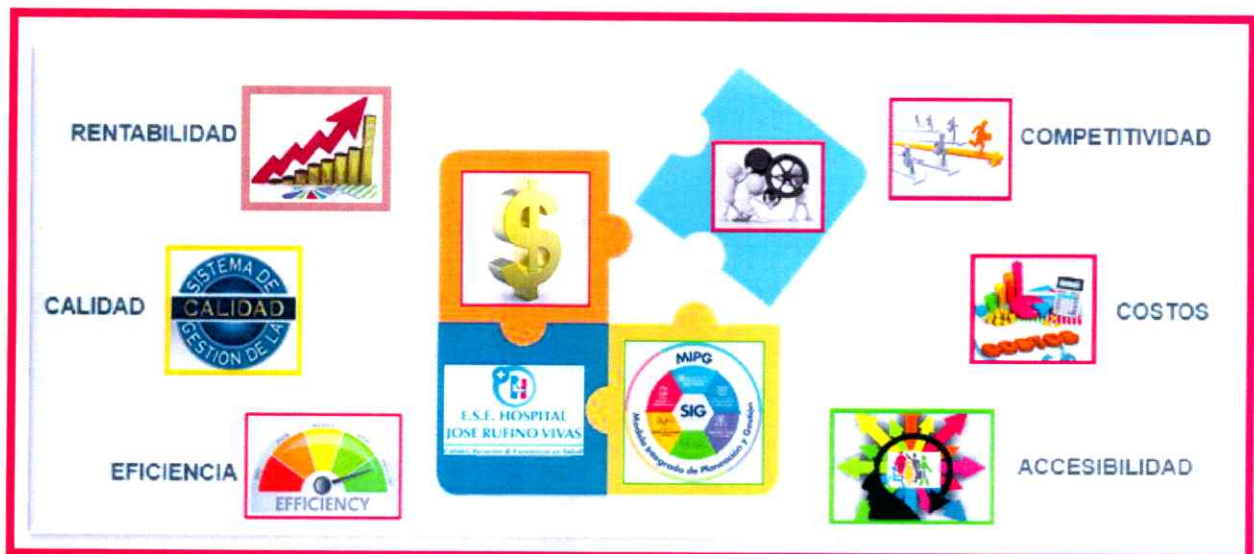 RENTABILIDAD
CALIDAD
SISTEMA DE
CALIDAD
GESTIÓN DE LA
EFICIENCIA
EFFICIENCY
$
E.S.E. HOSPITAL
JOSE RUFINO VIVAS
MIPG
SIG
Modelo Integrado de Planeación y Gestión
COMPETITIVIDAD
COSTOS
ACCESIBILIDAD